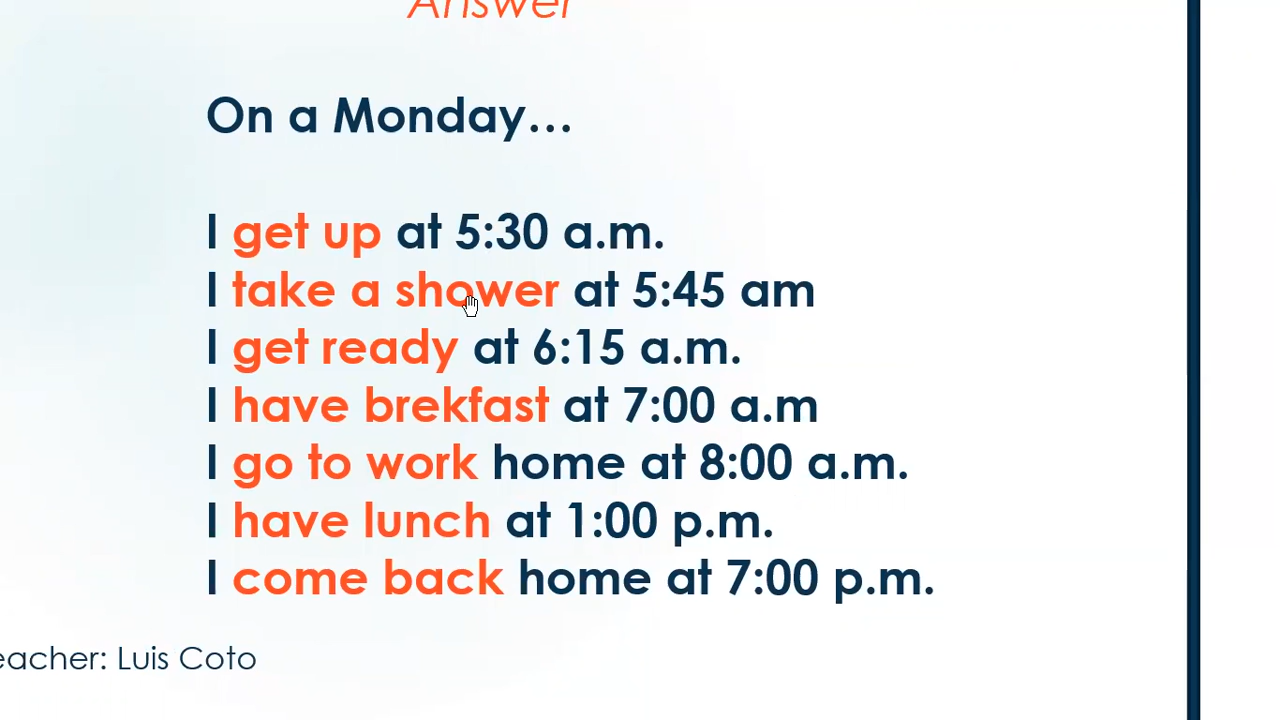 Answer
On a Monday...
I get up at 5:30 a.m.
I take a shower at 5:45 am
I get ready at 6:15 a.m.
I have brekfast at 7:00 a.m
I go to work home at 8:00 a.m.
I have lunch at 1:00 p.m.
I come back home at 7:00 p.m.
eacher: Luis Coto